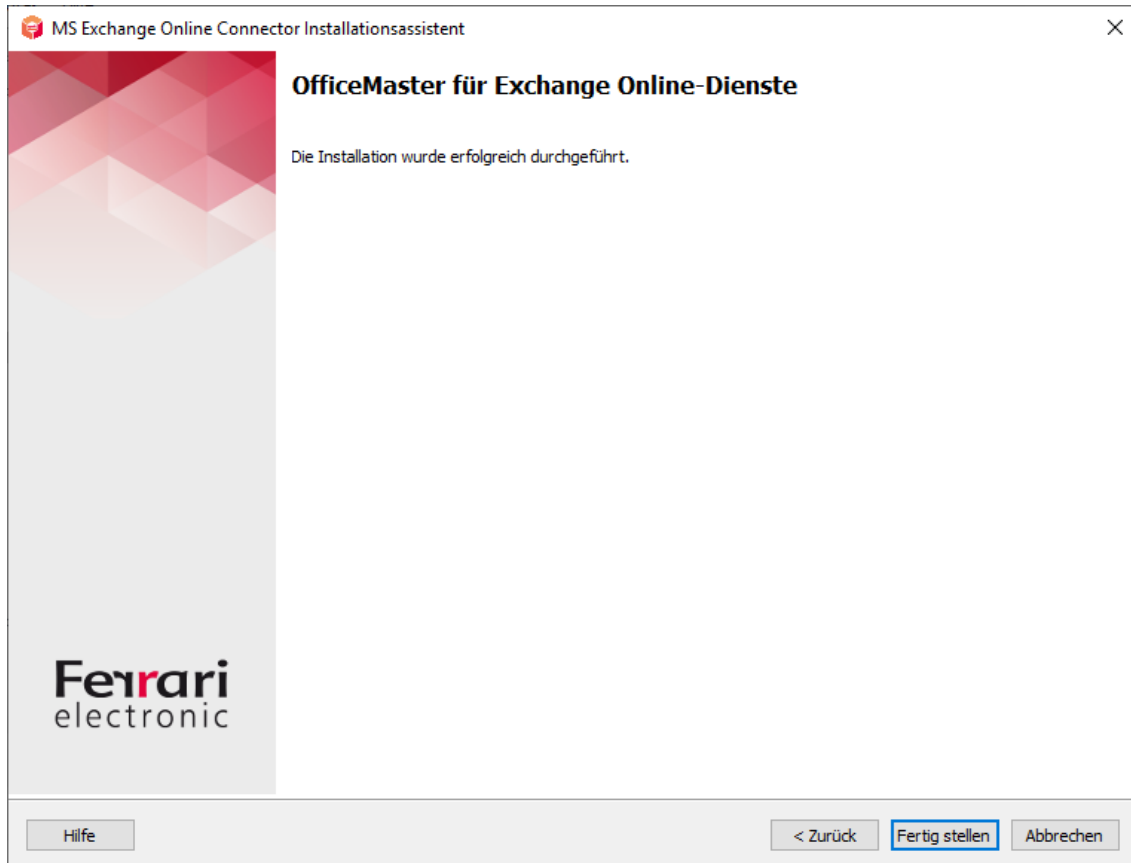 MS Exchange Online Connector Installationsassistent
OfficeMaster für Exchange Online-Dienste
Die Installation wurde erfolgreich durchgeführt.
Ferrari
electronic
Hilfe
< Zurück
Fertig stellen
Abbrechen